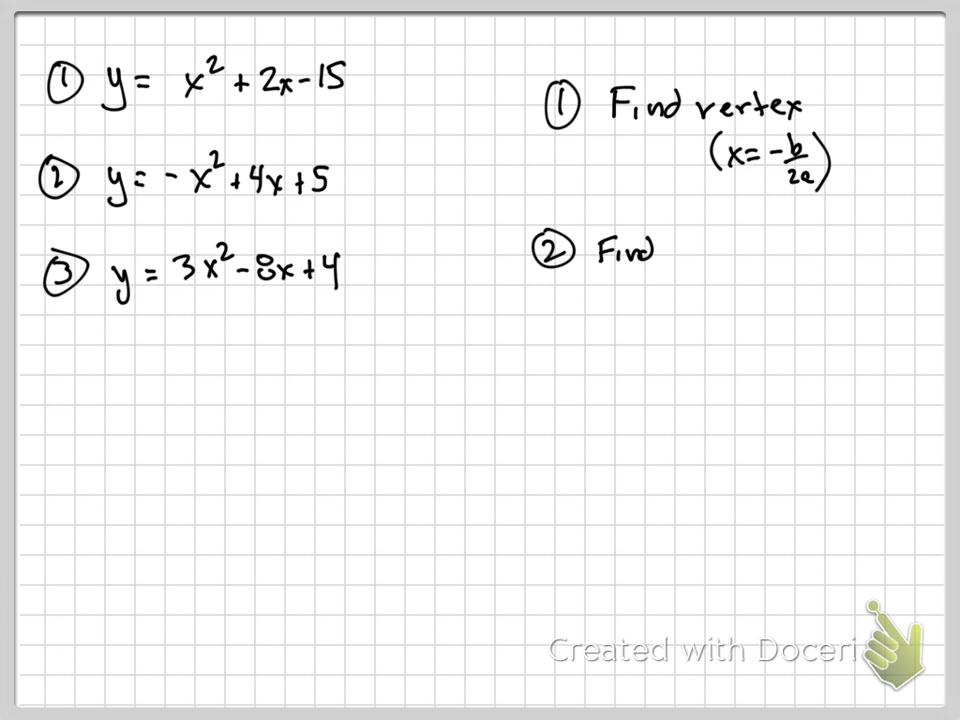 ① y = x² + 2x - 15
② y = - x² + 4x + 5
③ y = 3x² - 8x + 4
① Find vertex
(x = -b/2a)
② Find
Created with Doceri